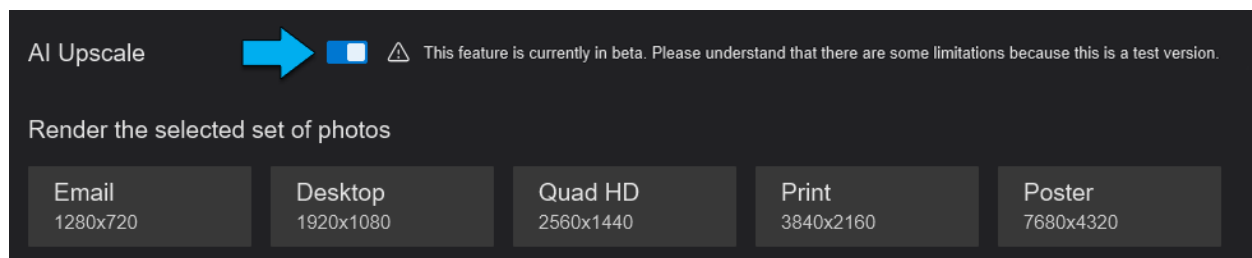 AI Upscale
This feature is currently in beta. Please understand that there are some limitations because this is a test version.
Render the selected set of photos
Email
1280x720
Desktop
1920x1080
Quad HD
2560x1440
Print
3840x2160
Poster
7680x4320